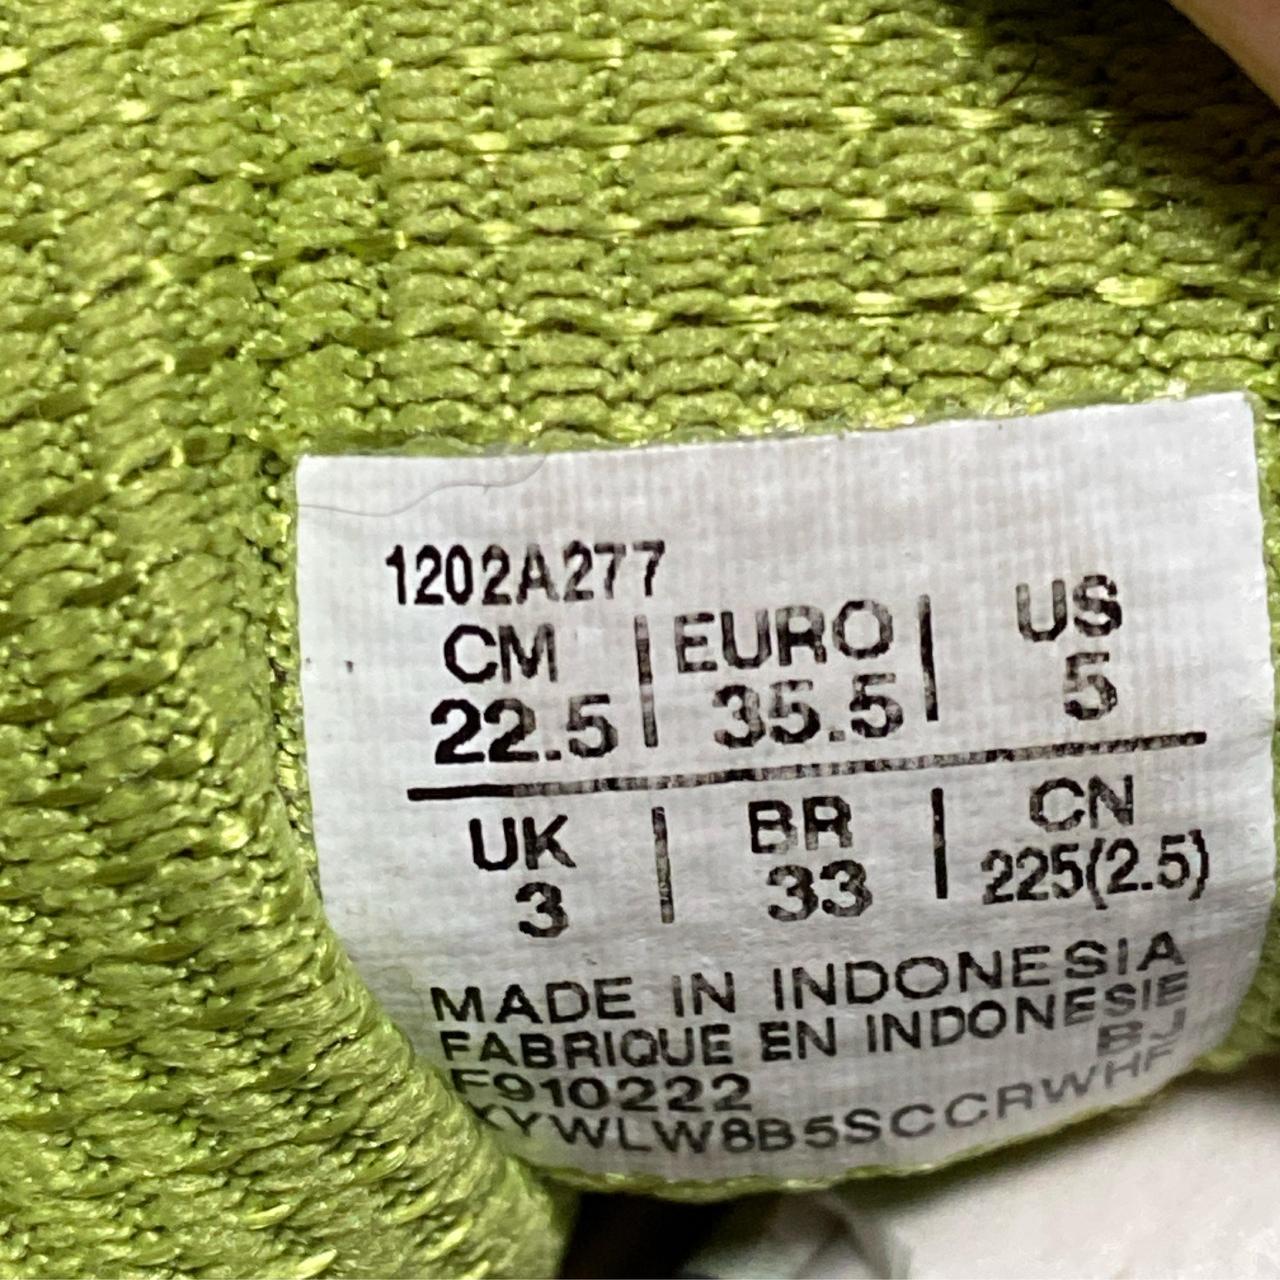 1202A277
CM | EURO | US
22.5 | 35.5 | 5
UK | BR | CN
3 | 33 | 225(2.5)
MADE IN INDONESIA
FABRIQUE EN INDONESIE
BJ
F910222